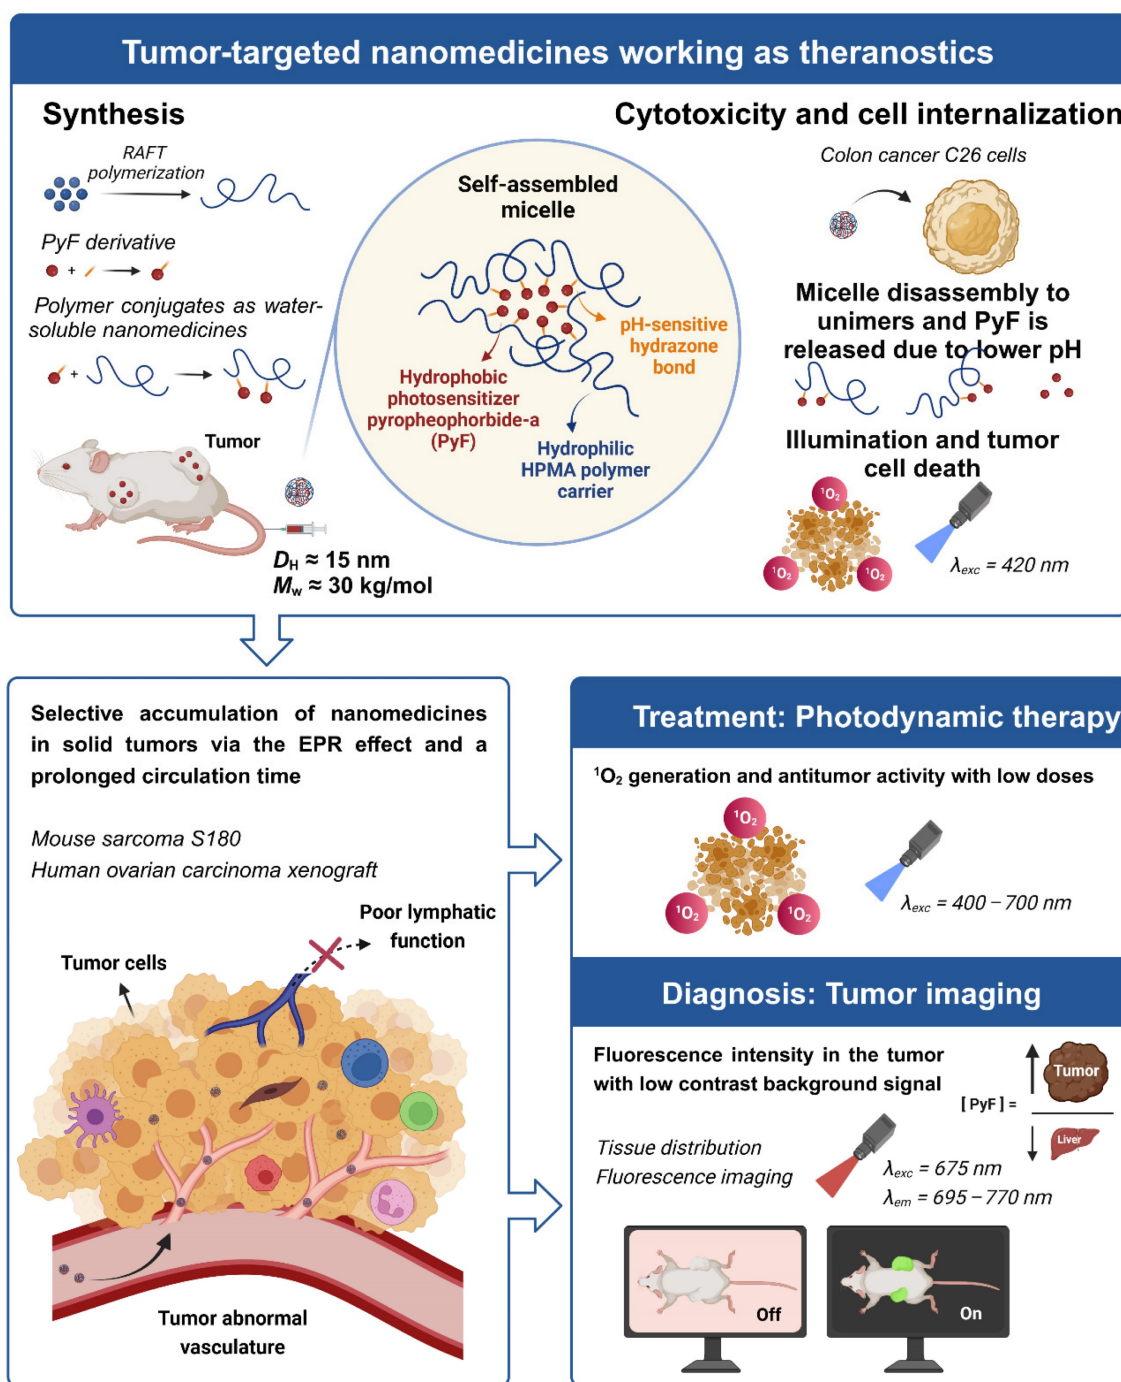 Tumor-targeted nanomedicines working as theranostics
Synthesis
RAFT
polymerization
PyF derivative
+
Polymer conjugates as water-
soluble nanomedicines
+
Tumor
D_H ≈ 15 nm
M_w ≈ 30 kg/mol
Self-assembled
micelle
pH-sensitive
hydrazone
bond
Hydrophobic
photosensitizer
pyropheophorbide-a
(PyF)
Hydrophilic
HPMA polymer
carrier
Cytotoxicity and cell internalization
Colon cancer C26 cells
Micelle disassembly to
unimers and PyF is
released due to lower pH
Illumination and tumor
cell death
¹O₂
¹O₂
¹O₂
λexc = 420 nm
Selective accumulation of nanomedicines
in solid tumors via the EPR effect and a
prolonged circulation time
Mouse sarcoma S180
Human ovarian carcinoma xenograft
Poor lymphatic
function
Tumor cells
Tumor abnormal
vasculature
Treatment: Photodynamic therapy
¹O₂ generation and antitumor activity with low doses
¹O₂
¹O₂
¹O₂
λexc = 400 – 700 nm
Diagnosis: Tumor imaging
Fluorescence intensity in the tumor
with low contrast background signal
[ PyF ] =
Tumor
Liver
Tissue distribution
Fluorescence imaging
λexc = 675 nm
λem = 695 – 770 nm
Off
On